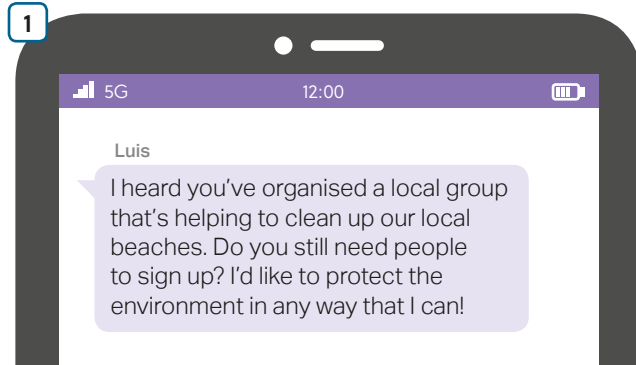 1
5G 12:00
Luis
I heard you’ve organised a local group
that’s helping to clean up our local
beaches. Do you still need people
to sign up? I’d like to protect the
environment in any way that I can!